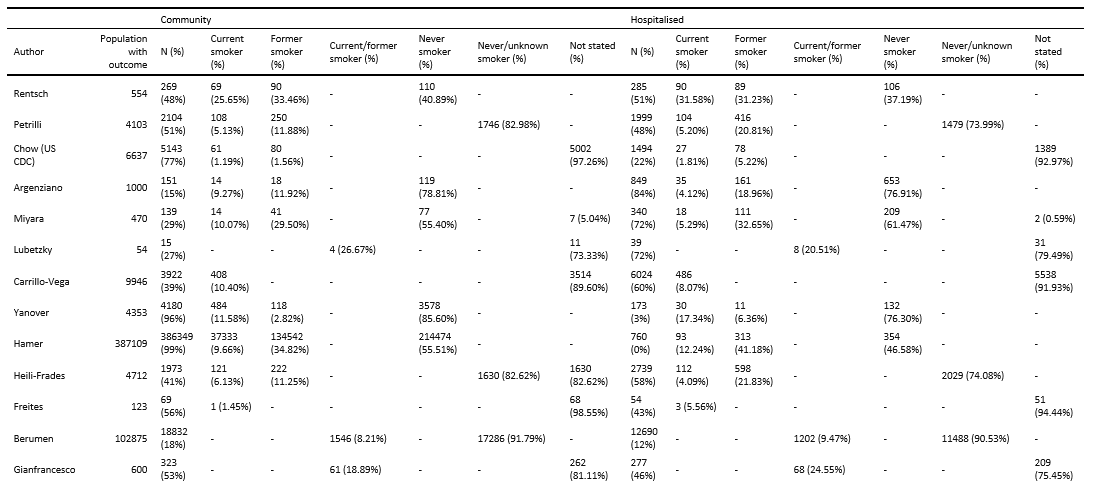 Community Hospitalised
Author Population with outcome N (%) Current smoker (%) Former smoker (%) Current/former smoker (%) Never smoker (%) Never/unknown smoker (%) Not stated (%) N (%) Current smoker (%) Former smoker (%) Current/former smoker (%) Never smoker (%) Never/unknown smoker (%) Not stated (%)
Rentsch 554 269 (48%) 69 (25.65%) 90 (33.46%) - 110 (40.89%) - - 285 (51%) 90 (31.58%) 89 (31.23%) - 106 (37.19%) - -
Petrilli 4103 2104 (51%) 108 (5.13%) 250 (11.88%) - - 1746 (82.98%) - 1999 (48%) 104 (5.20%) 416 (20.81%) - - 1479 (73.99%) -
Chow (US CDC) 6637 5143 (77%) 61 (1.19%) 80 (1.56%) - - - 5002 (97.26%) 1494 (22%) 27 (1.81%) 78 (5.22%) - - - 1389 (92.97%)
Argenziano 1000 151 (15%) 14 (9.27%) 18 (11.92%) - 119 (78.81%) - - 849 (84%) 35 (4.12%) 161 (18.96%) - 653 (76.91%) - -
Miyara 470 139 (29%) 14 (10.07%) 41 (29.50%) - 77 (55.40%) - 7 (5.04%) 340 (72%) 18 (5.29%) 111 (32.65%) - 209 (61.47%) - 2 (0.59%)
Lubetzky 54 15 (27%) - - 4 (26.67%) - - 11 (73.33%) 39 (72%) - - 8 (20.51%) - - 31 (79.49%)
Carrillo-Vega 9946 3922 (39%) 408 (10.40%) - - - - 3514 (89.60%) 6024 (60%) 486 (8.07%) - - - - 5538 (91.93%)
Yanover 4353 4180 (96%) 484 (11.58%) 118 (2.82%) - 3578 (85.60%) - - 173 (3%) 30 (17.34%) 11 (6.36%) - 132 (76.30%) - -
Hamer 387109 386349 (99%) 37333 (9.66%) 134542 (34.82%) - 214474 (55.51%) - - 760 (0%) 93 (12.24%) 313 (41.18%) - 354 (46.58%) - -
Heili-Frades 4712 1973 (41%) 121 (6.13%) 222 (11.25%) - - 1630 (82.62%) 1630 (82.62%) 2739 (58%) 112 (4.09%) 598 (21.83%) - - 2029 (74.08%) -
Freites 123 69 (56%) 1 (1.45%) - - - - 68 (98.55%) 54 (43%) 3 (5.56%) - - - - 51 (94.44%)
Berumen 102875 18832 (18%) - - 1546 (8.21%) - 17286 (91.79%) - 12690 (12%) - - 1202 (9.47%) - 11488 (90.53%) -
Gianfrancesco 600 323 (53%) - - 61 (18.89%) - - 262 (81.11%) 277 (46%) - - 68 (24.55%) - - 209 (75.45%)